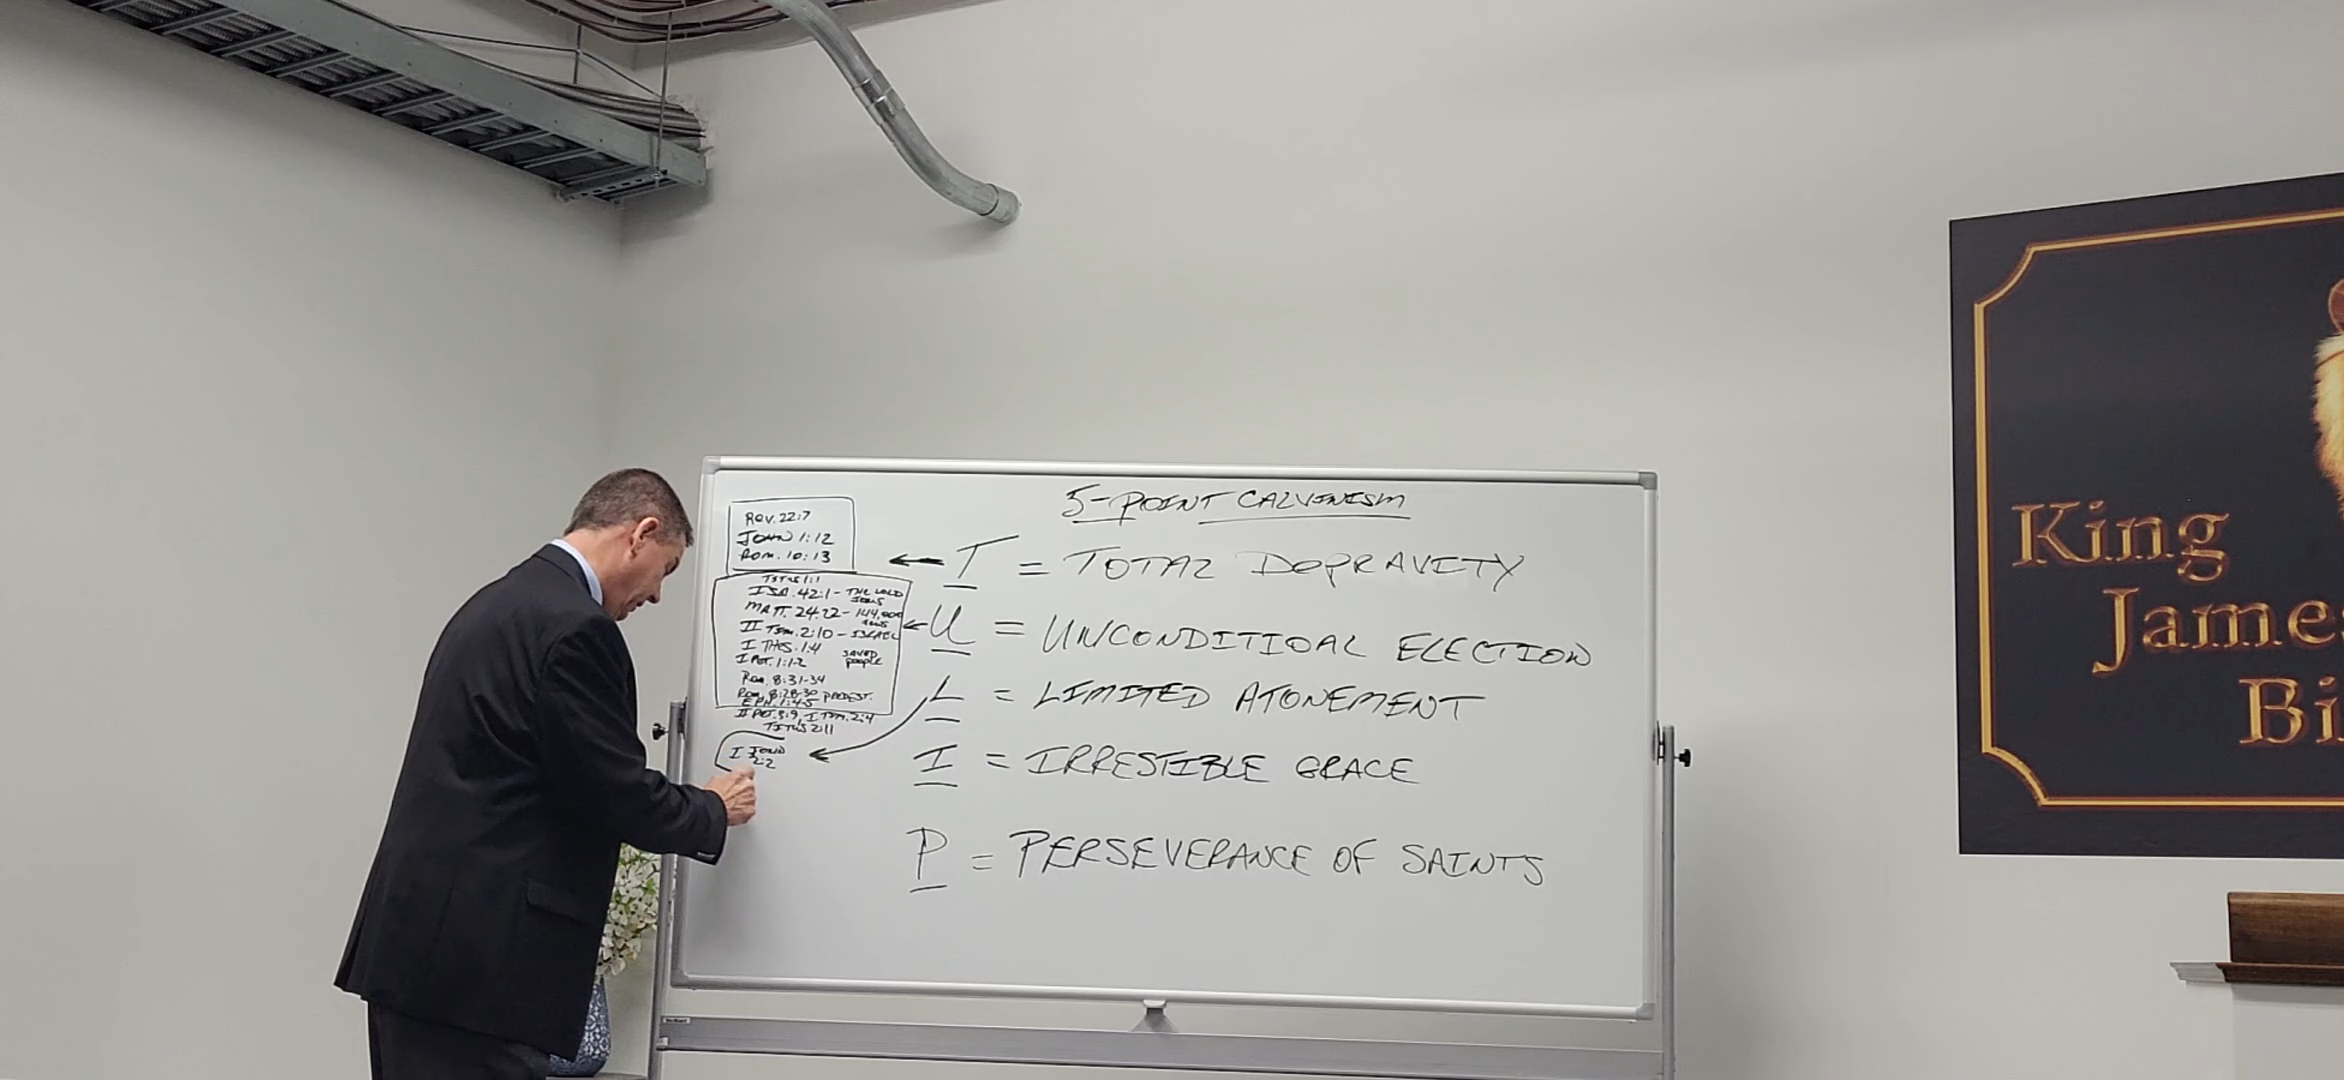 5-POINT CALVINISM
REV. 22:7
JOHN 1:12
ROM. 10:13
T = TOTAL DEPRAVITY
TITUS 1:1
ISA. 42:1 - THE LORD JESUS
MATT. 24:22 - 144,000 JEWS
II TIM. 2:10 - ISRAEL
I THES. 1:4
I PET. 1:1-2
SAVED PEOPLE
ROM. 8:31-34
ROM. 8:28-30 PREDEST.
EPH. 1:4-5
U = UNCONDITIOAL ELECTION
II PET. 3:9, I TIM. 2:4
TITUS 2:11
I JOHN 2:2
L = LIMITED ATONEMENT
I = IRRESTIBLE GRACE
P = PERSEVERANCE OF SAINTS
King
James
Bi